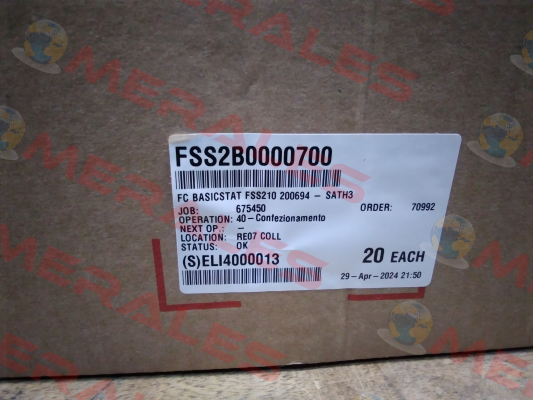 MERALES
FSS2B0000700
FC BASICSTAT FSS210 200694 - SATH3
JOB: 675450 ORDER: 70992
OPERATION: 40-Confezionamento
NEXT OP.: -
LOCATION: RE07 COLL
STATUS: OK
(S)ELI4000013 20 EACH
29-Apr-2024 21:50